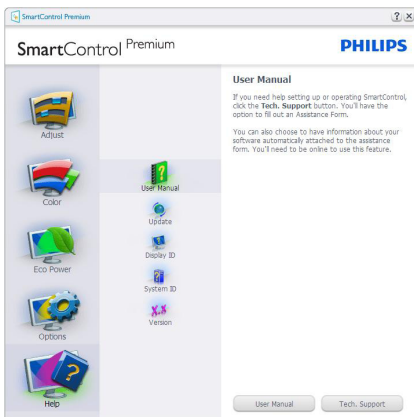 SmartControl Premium
SmartControl Premium
PHILIPS
Adjust
Color
Eco Power
Options
Help
User Manual
Update
Display ID
System ID
X.X
Version
User Manual
If you need help setting up or operating SmartControl,
click the Tech. Support button. You'll have the
option to fill out an Assistance Form.
You can also choose to have information about your
software automatically attached to the assistance
form. You'll need to be online to use this feature.
User Manual
Tech. Support